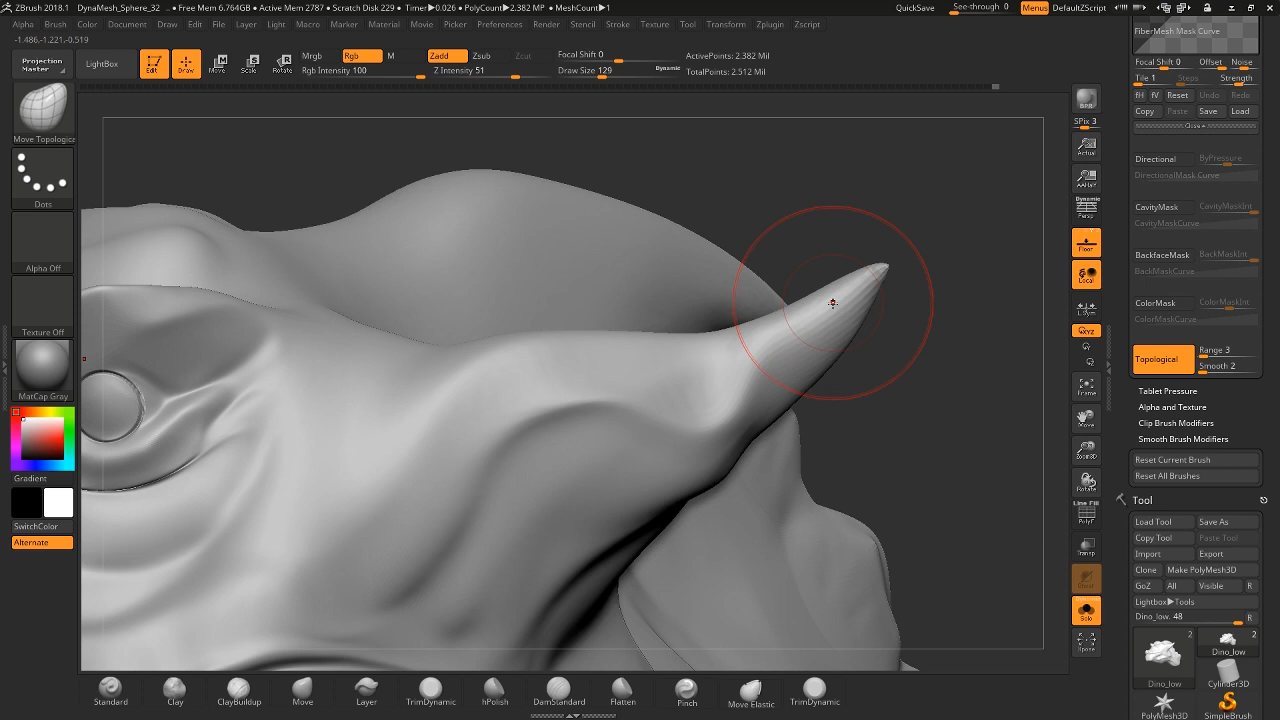 ZBrush 2018.1 DynaMesh_Sphere_32 .. • Free Mem 6.764GB • Active Mem 2787 • Scratch Disk 229 • Timer▶0.026 • PolyCount▶2.382 MP • MeshCount▶1 QuickSave See-through 0 Menus DefaultZScript
Alpha Brush Color Document Draw Edit File Layer Light Macro Marker Material Movie Picker Preferences Render Stencil Stroke Texture Tool Transform Zplugin Zscript
-1.486,-1.221,-0.519
Projection Master
LightBox
Edit Draw Move Scale Rotate
Mrgb Rgb M Zadd Zsub Zcut
Rgb Intensity 100 Z Intensity 51
Focal Shift 0
Draw Size 129 Dynamic
ActivePoints: 2.382 Mil
TotalPoints: 2.512 Mil
Move Topologica
Dots
Alpha Off
Texture Off
MatCap Gray
Gradient
SwitchColor
Alternate
BPR
SPix 3
Actual
AAHalf
Dynamic
Persp
Floor
Local
L.Sym
XYZ
Frame
Move
Zoom3D
Rotate
Line Fill
PolyF
Transp
Ghost
Dynamic
Solo
Xpose
FiberMesh Mask Curve
Focal Shift 0 Offset Noise
Tile 1 Steps Strength
fH fV Reset Undo Redo
Copy Paste Save Load
Close
Directional ByPressure
DirectionalMask Curve
CavityMask CavityMaskInt
CavityMaskCurve
BackfaceMask BackMaskInt
BackMaskCurve
ColorMask ColorMaskInt
ColorMaskCurve
Topological Range 3
Smooth 2
Tablet Pressure
Alpha and Texture
Clip Brush Modifiers
Smooth Brush Modifiers
Reset Current Brush
Reset All Brushes
Tool
Load Tool Save As
Copy Tool Paste Tool
Import Export
Clone Make PolyMesh3D
GoZ All Visible R
Lightbox▶Tools
Dino_low. 48 R
2 2
Dino_low
Dino_low Cylinder3D
PolyMesh3D SimpleBrush
Standard Clay ClayBuildup Move Layer TrimDynamic hPolish DamStandard Flatten Pinch Move Elastic TrimDynamic